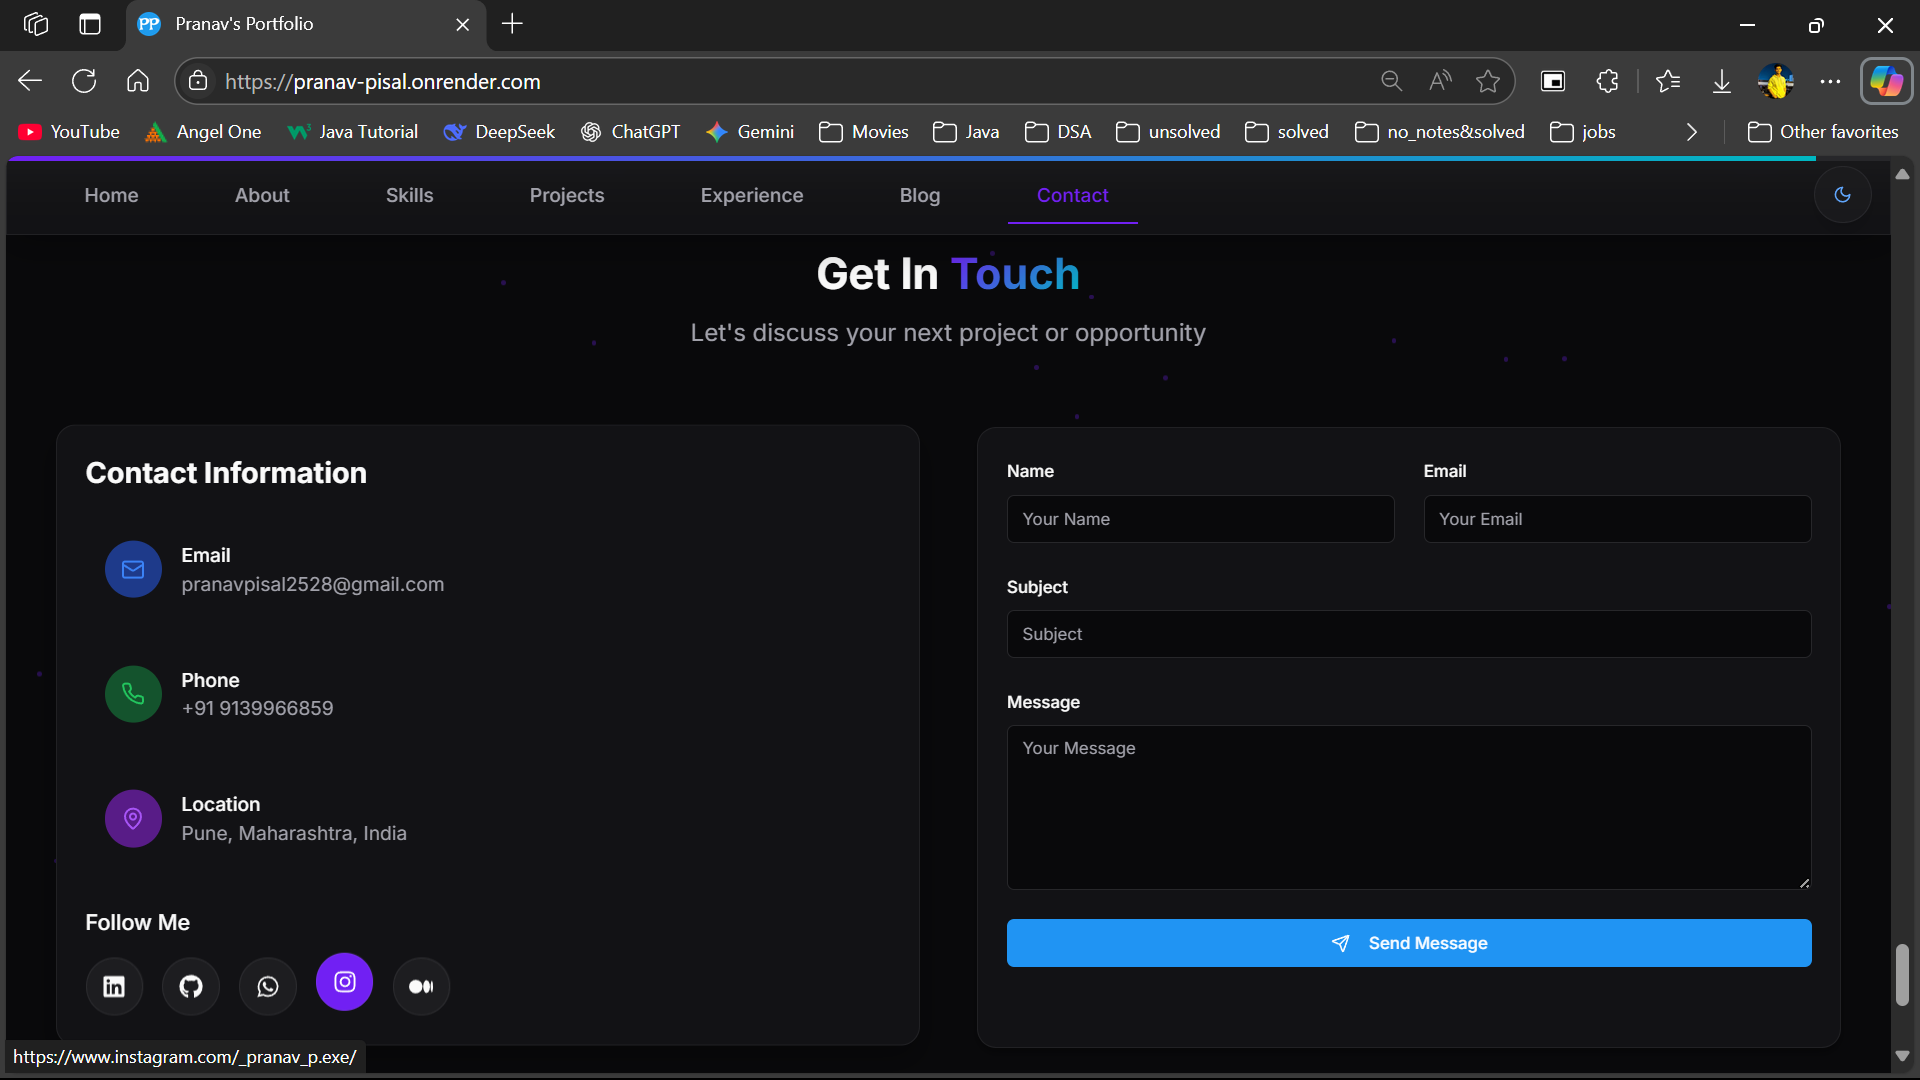 PP Pranav's Portfolio
https://pranav-pisal.onrender.com
YouTube Angel One Java Tutorial DeepSeek ChatGPT Gemini Movies Java DSA unsolved solved no_notes&solved jobs Other favorites
Home About Skills Projects Experience Blog Contact
Get In Touch
Let's discuss your next project or opportunity
Contact Information
Email
pranavpisal2528@gmail.com
Phone
+91 9139966859
Location
Pune, Maharashtra, India
Follow Me
Name Email
Your Name Your Email
Subject
Subject
Message
Your Message
Send Message
https://www.instagram.com/_pranav_p.exe/